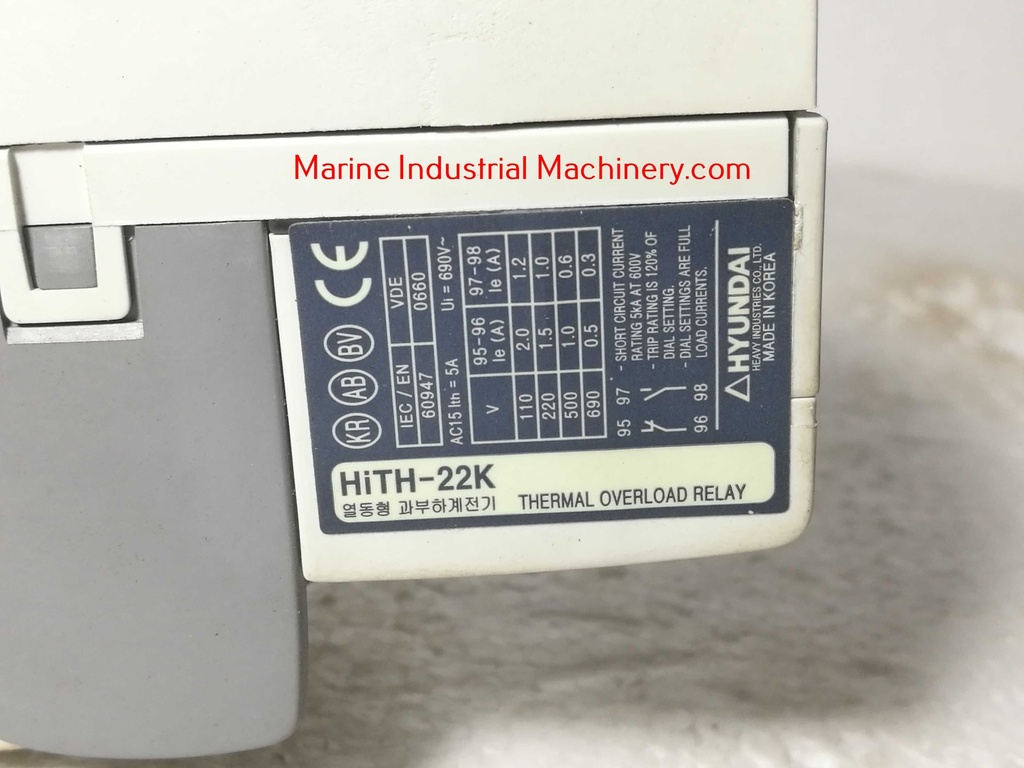 Marine Industrial Machinery.com
CE
KR AB BV
IEC / EN VDE
60947 0660
AC15 Ith = 5A Ui = 690V~
V 95-96 Ie (A) 97-98 Ie (A)
110 2.0 1.2
220 1.5 1.0
500 1.0 0.6
690 0.5 0.3
95 97
96 98
- SHORT CIRCUIT CURRENT
RATING 5KA AT 600V
- TRIP RATING IS 120% OF
DIAL SETTING.
- DIAL SETTINGS ARE FULL
LOAD CURRENTS.
HYUNDAI
HEAVY INDUSTRIES CO., LTD.
MADE IN KOREA
HiTH-22K
열동형 과부하계전기 THERMAL OVERLOAD RELAY